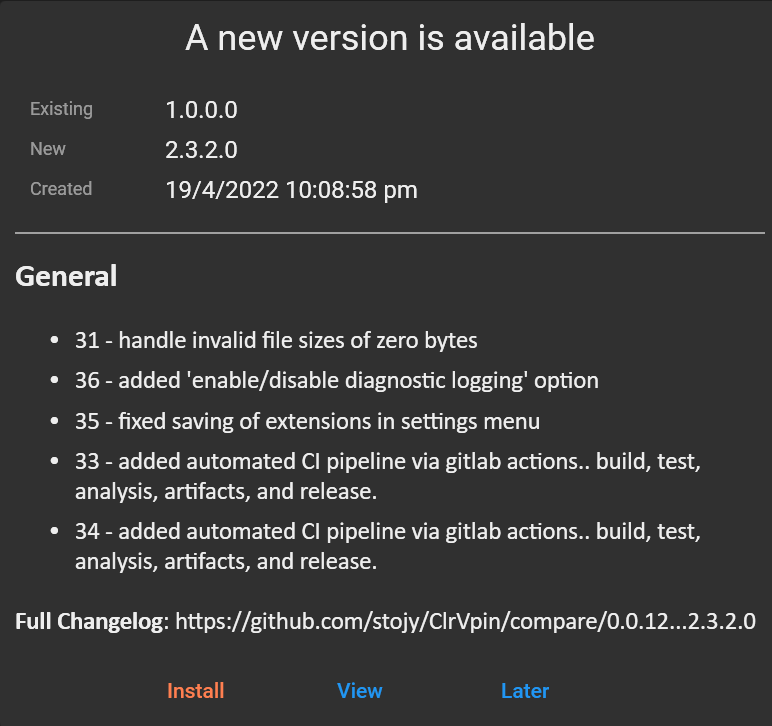 A new version is available
Existing 1.0.0.0
New 2.3.2.0
Created 19/4/2022 10:08:58 pm
General
• 31 - handle invalid file sizes of zero bytes
• 36 - added 'enable/disable diagnostic logging' option
• 35 - fixed saving of extensions in settings menu
• 33 - added automated CI pipeline via gitlab actions.. build, test,
analysis, artifacts, and release.
• 34 - added automated CI pipeline via gitlab actions.. build, test,
analysis, artifacts, and release.
Full Changelog: https://github.com/stojy/ClrVpin/compare/0.0.12...2.3.2.0
Install View Later